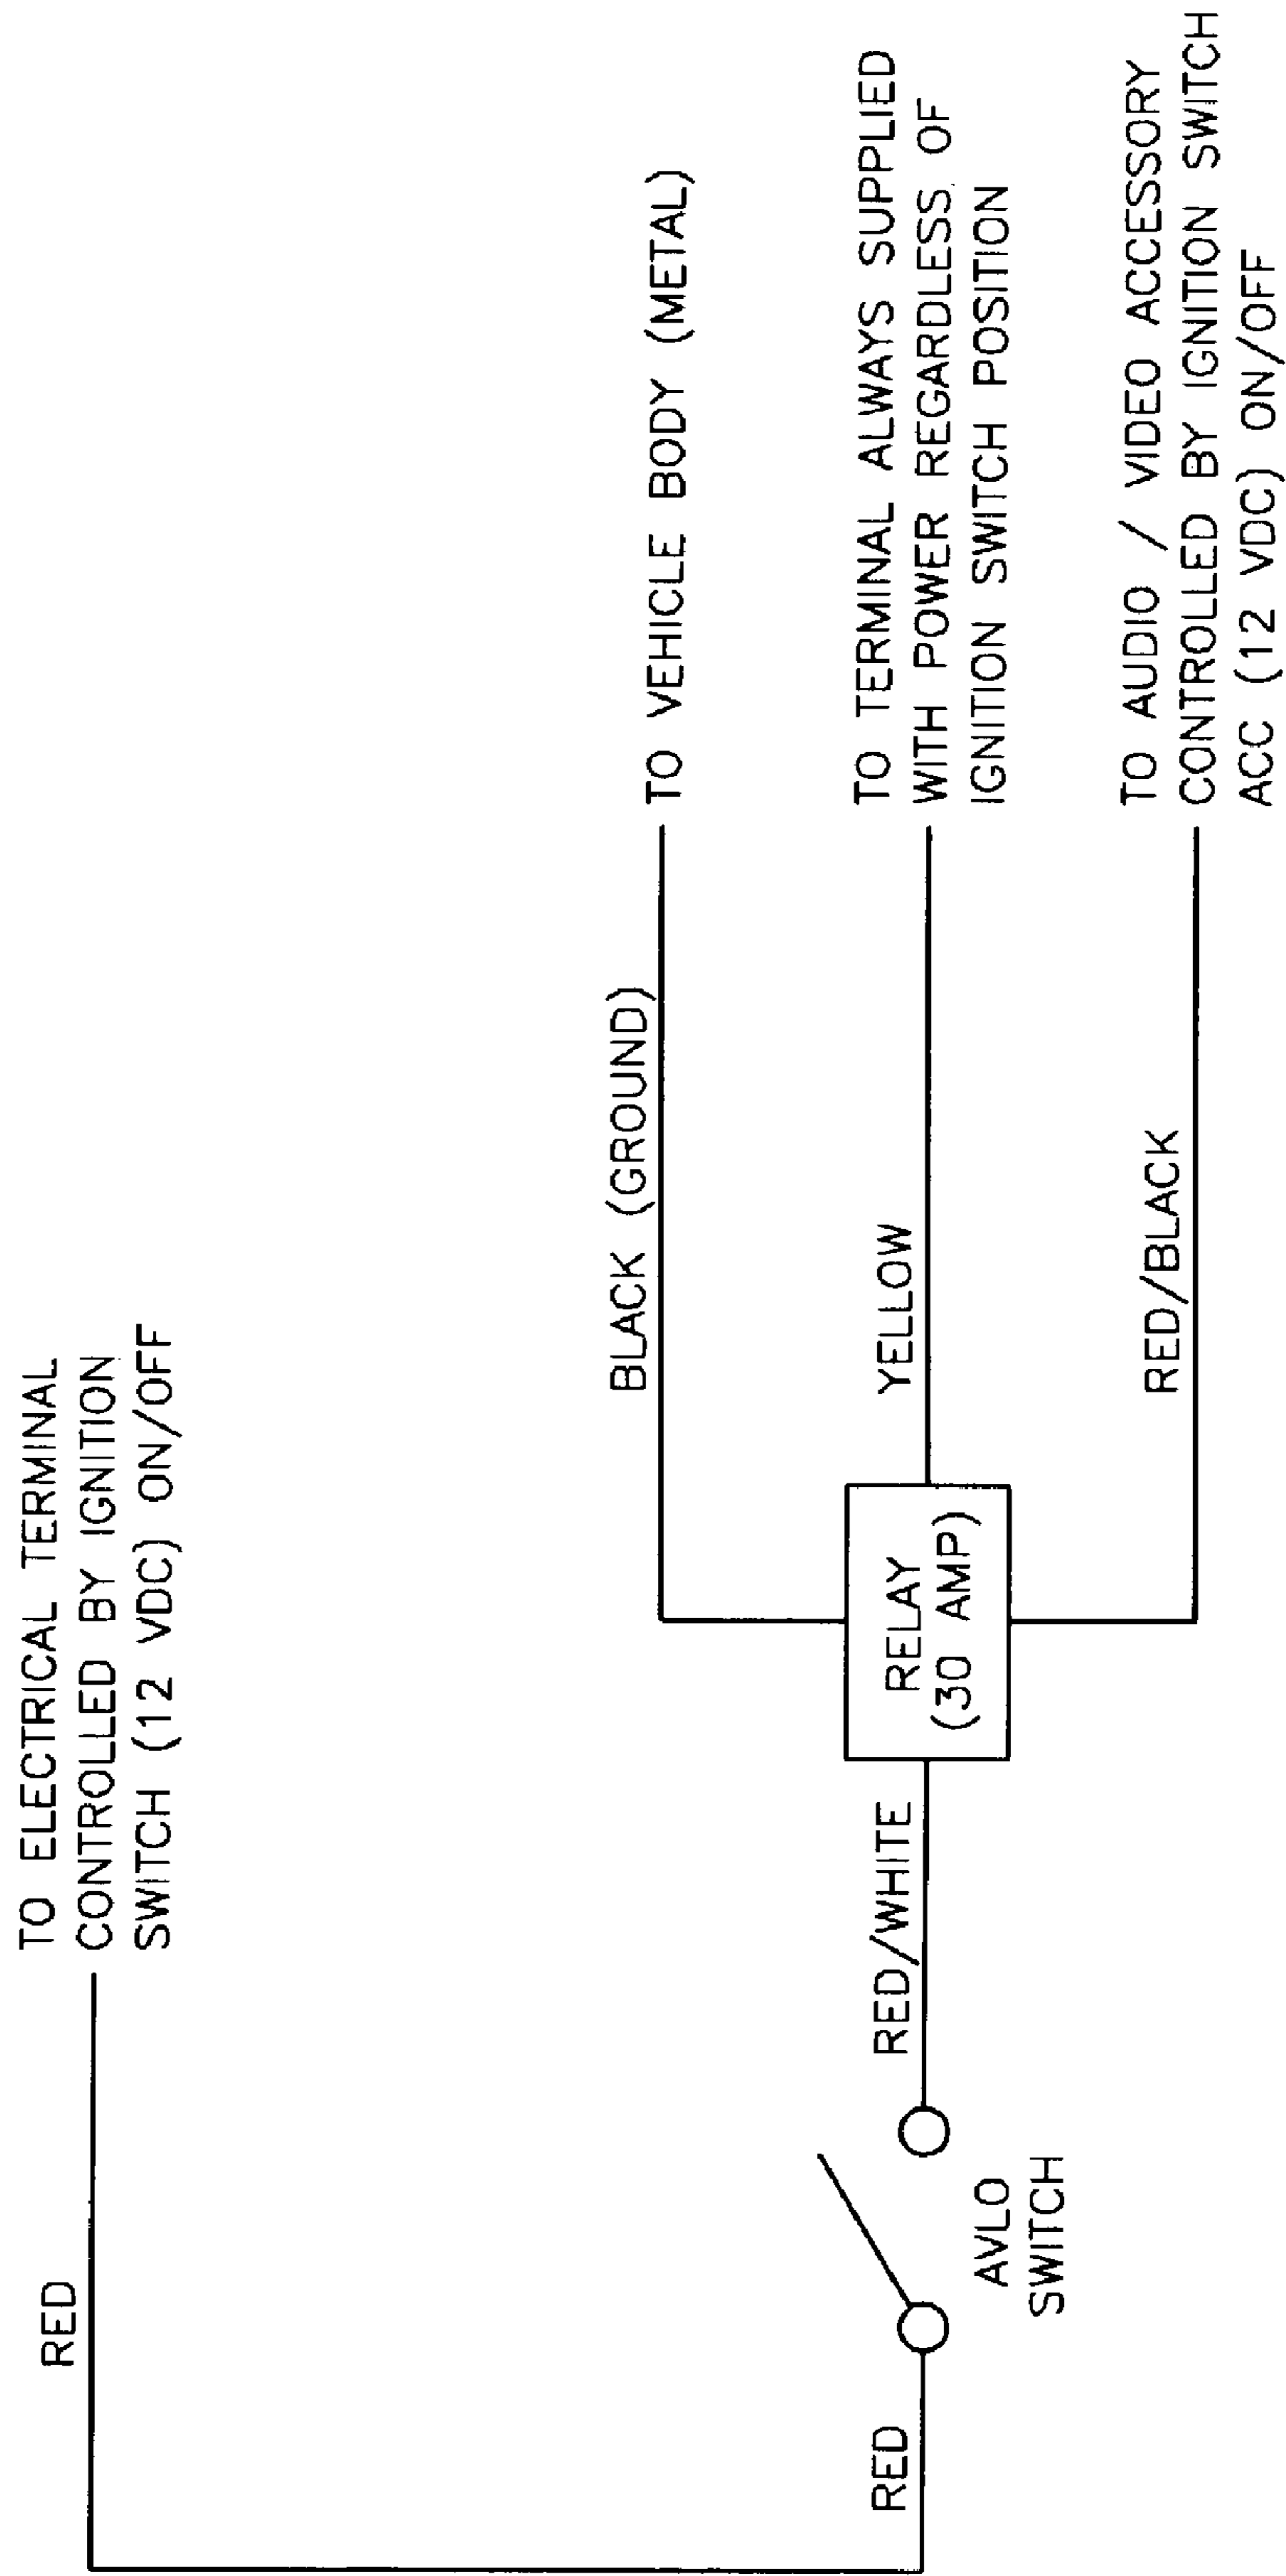 TO ELECTRICAL TERMINAL
CONTROLLED BY IGNITION
SWITCH (12 VDC) ON/OFF
RED
BLACK (GROUND)
TO VEHICLE BODY (METAL)
RED
AVLO
SWITCH
RED/WHITE
RELAY
(30 AMP)
YELLOW
TO TERMINAL ALWAYS SUPPLIED
WITH POWER REGARDLESS OF
IGNITION SWITCH POSITION
RED/BLACK
TO AUDIO / VIDEO ACCESSORY
CONTROLLED BY IGNITION SWITCH
ACC (12 VDC) ON/OFF